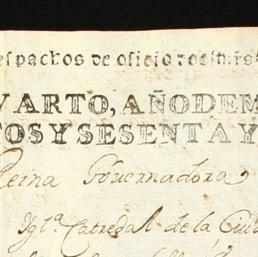 espachos de oficio
VARTO, AÑO DE M
TOS Y SESENTA Y
Reina Governadora
Igl.ª Catredal de la Ciu